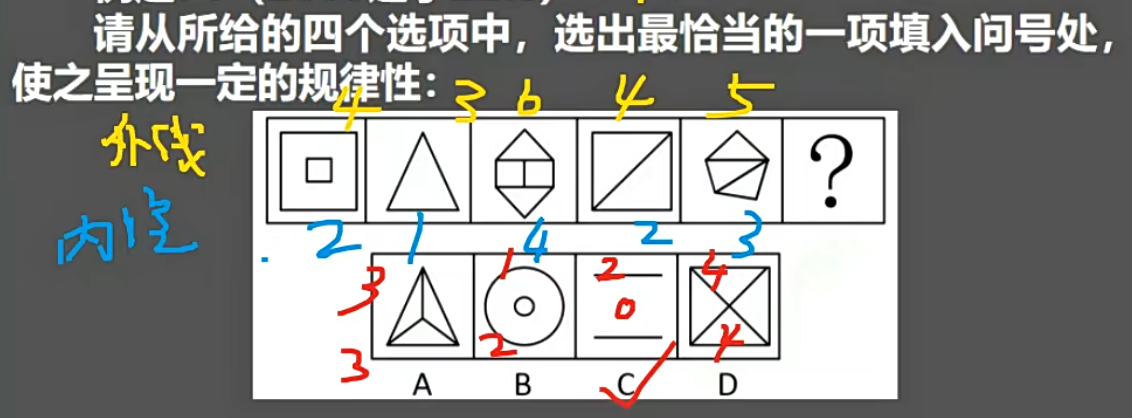 请从所给的四个选项中，选出最恰当的一项填入问号处，
使之呈现一定的规律性：
4 3 6 4 5
外线
?
内空 2 1 4 2 3
3 1 2 4
0
3 2 4
A B C D